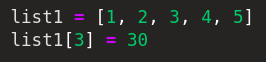 list1 = [1, 2, 3, 4, 5]
list1[3] = 30